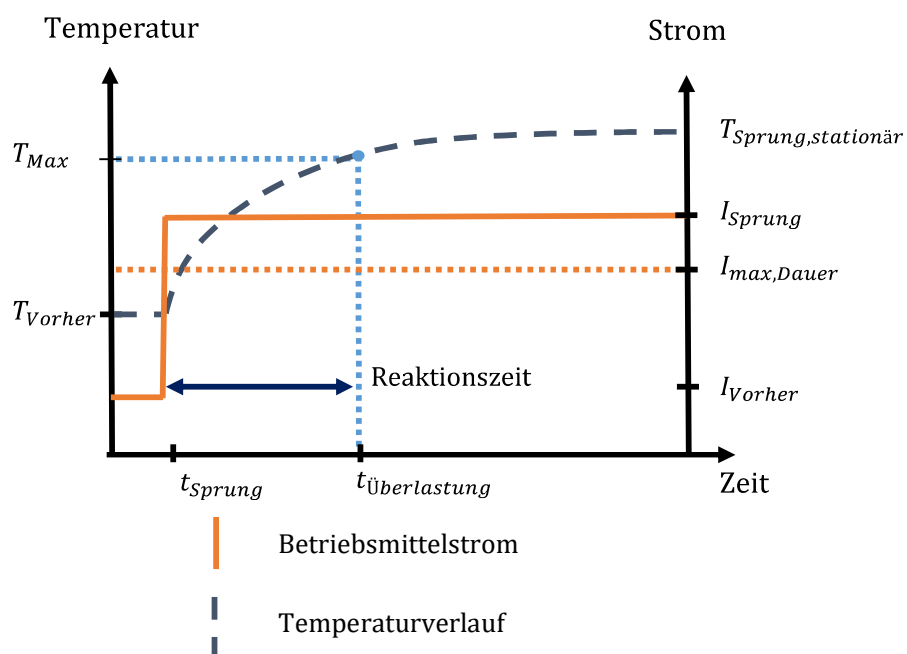 Temperatur
Strom
T_Max
T_Sprung,stationär
I_Sprung
I_max,Dauer
T_Vorher
Reaktionszeit
I_Vorher
t_Sprung
t_Überlastung
Zeit
Betriebsmittelstrom
Temperaturverlauf